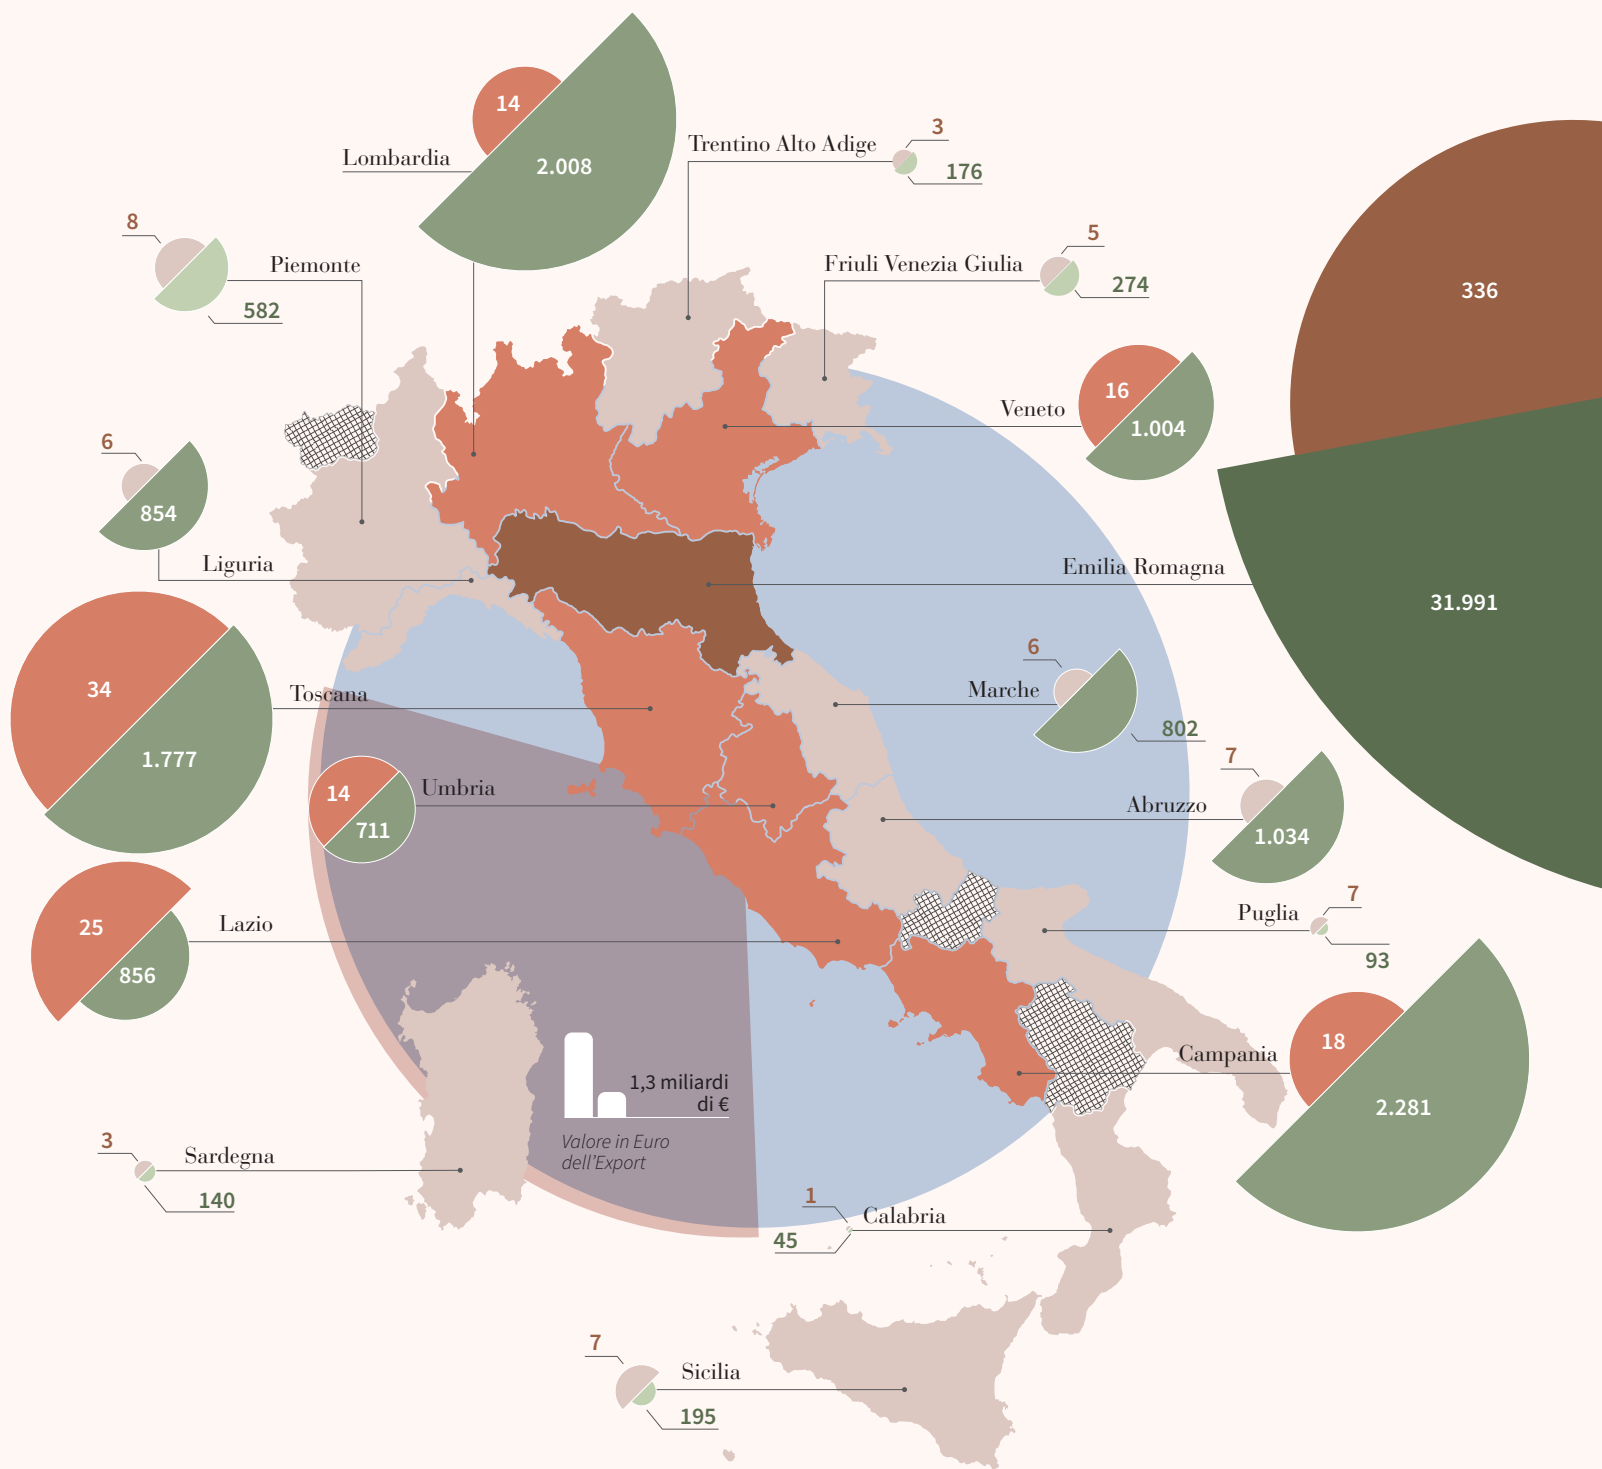 14
2.008
Lombardia
Trentino Alto Adige
3
176
8
Piemonte
582
Friuli Venezia Giulia
5
274
336
Veneto
16
1.004
6
854
Liguria
Emilia Romagna
31.991
34
1.777
Toscana
6
Marche
802
14
711
Umbria
7
Abruzzo
1.034
25
856
Lazio
7
Puglia
93
18
Campania
2.281
1,3 miliardi
di €
Valore in Euro
dell'Export
3
Sardegna
140
1
Calabria
45
7
Sicilia
195